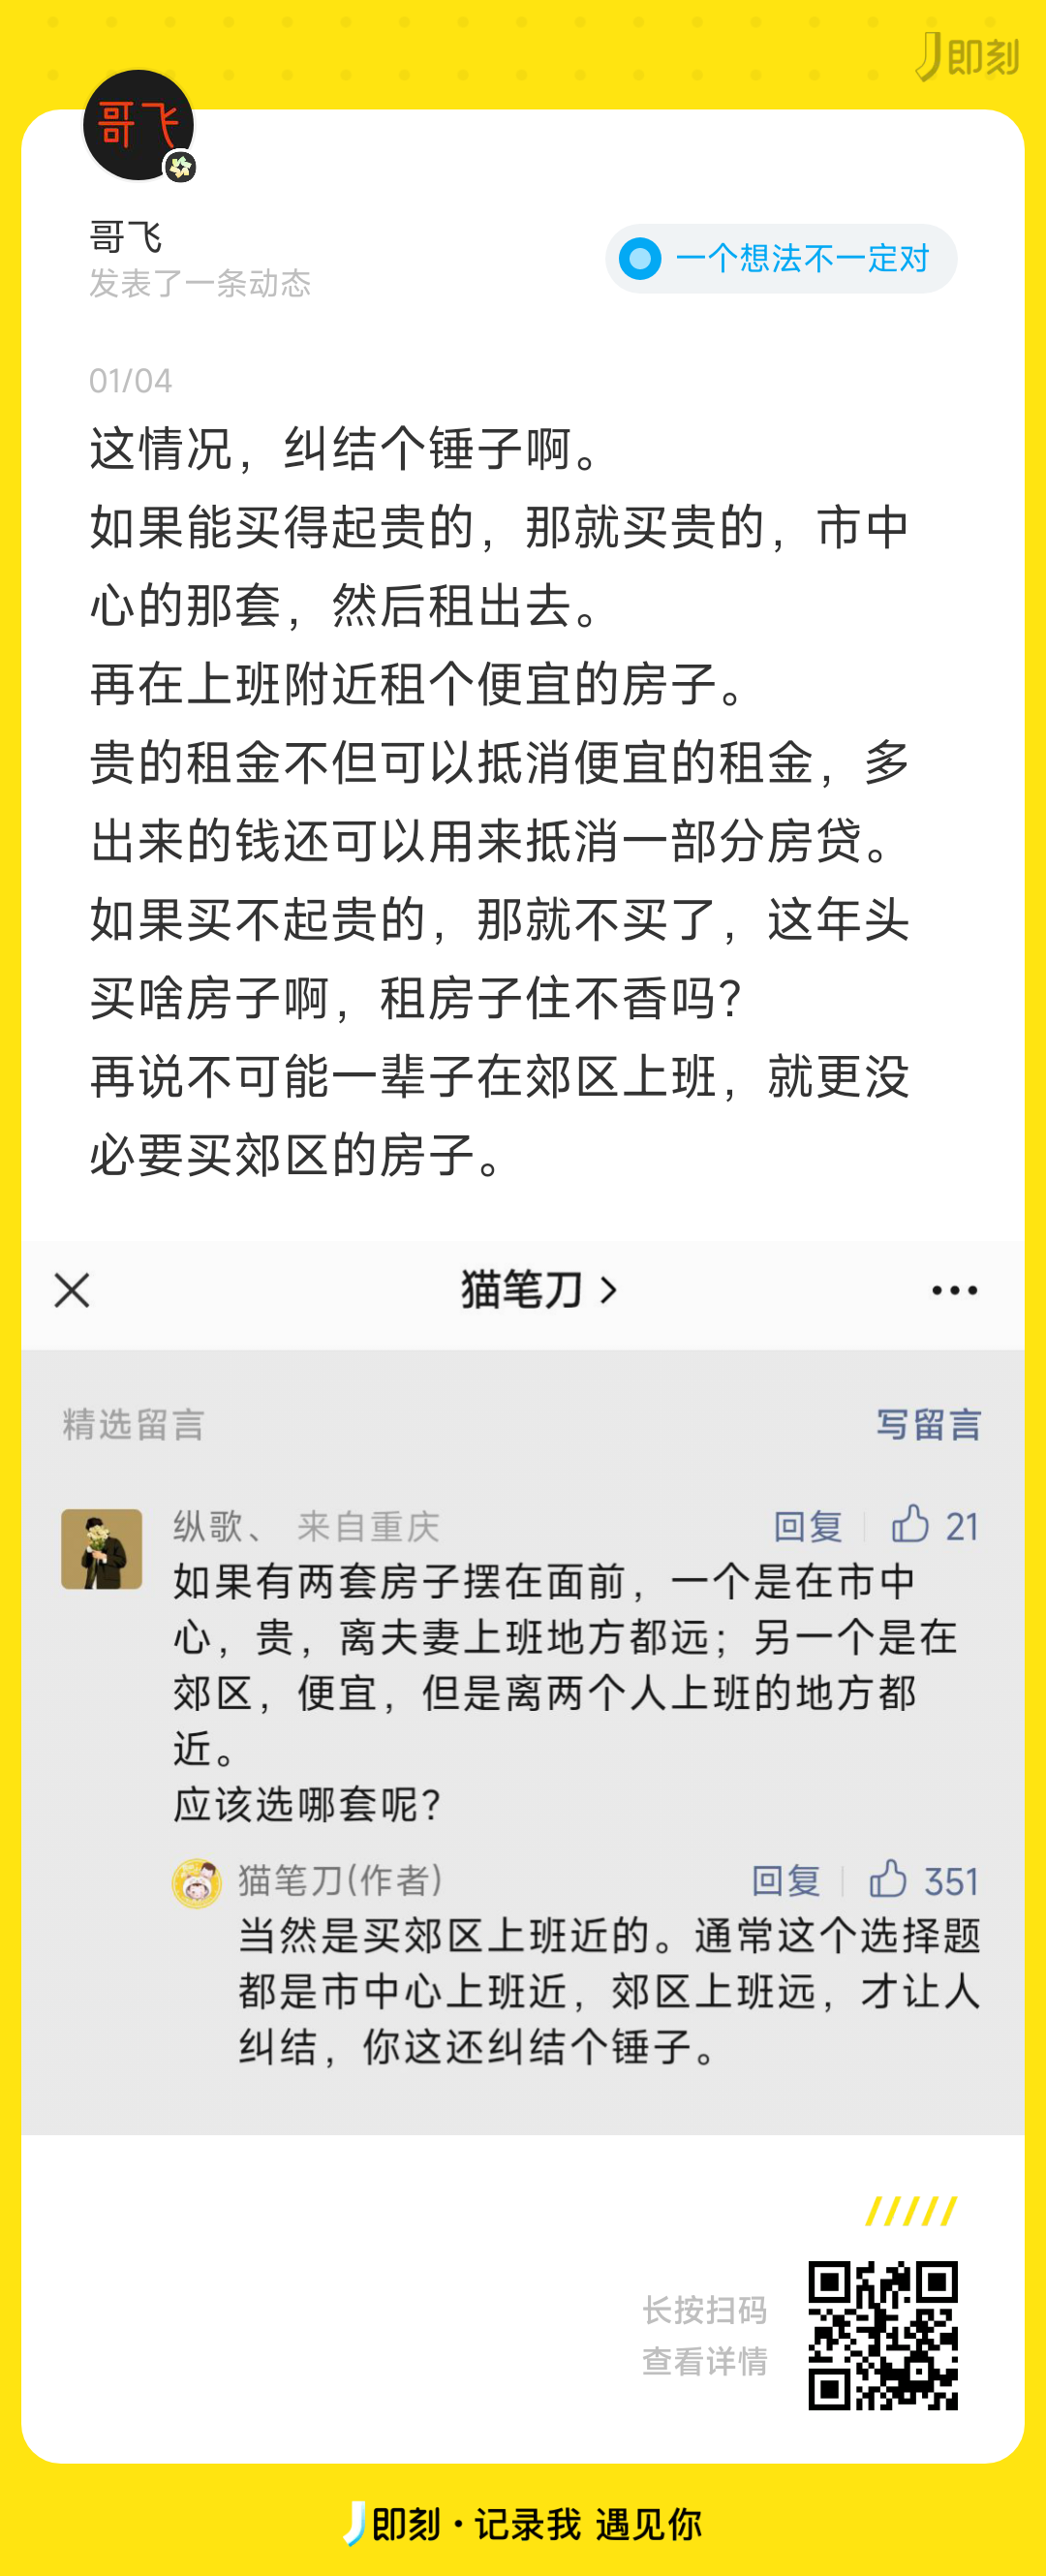 即刻
哥飞
哥飞
发表了一条动态
一个想法不一定对
01/04
这情况，纠结个锤子啊。
如果能买得起贵的，那就买贵的，市中
心的那套，然后租出去。
再在上班附近租个便宜的房子。
贵的租金不但可以抵消便宜的租金，多
出来的钱还可以用来抵消一部分房贷。
如果买不起贵的，那就不买了，这年头
买啥房子啊，租房子住不香吗？
再说不可能一辈子在郊区上班，就更没
必要买郊区的房子。
猫笔刀
精选留言
写留言
纵歌、 来自重庆
回复 21
如果有两套房子摆在面前，一个是在市中
心，贵，离夫妻上班地方都远；另一个是在
郊区，便宜，但是离两个人上班的地方都
近。
应该选哪套呢？
猫笔刀(作者)
回复 351
当然是买郊区上班近的。通常这个选择题
都是市中心上班近，郊区上班远，才让人
纠结，你这还纠结个锤子。
长按扫码
查看详情
即刻·记录我 遇见你